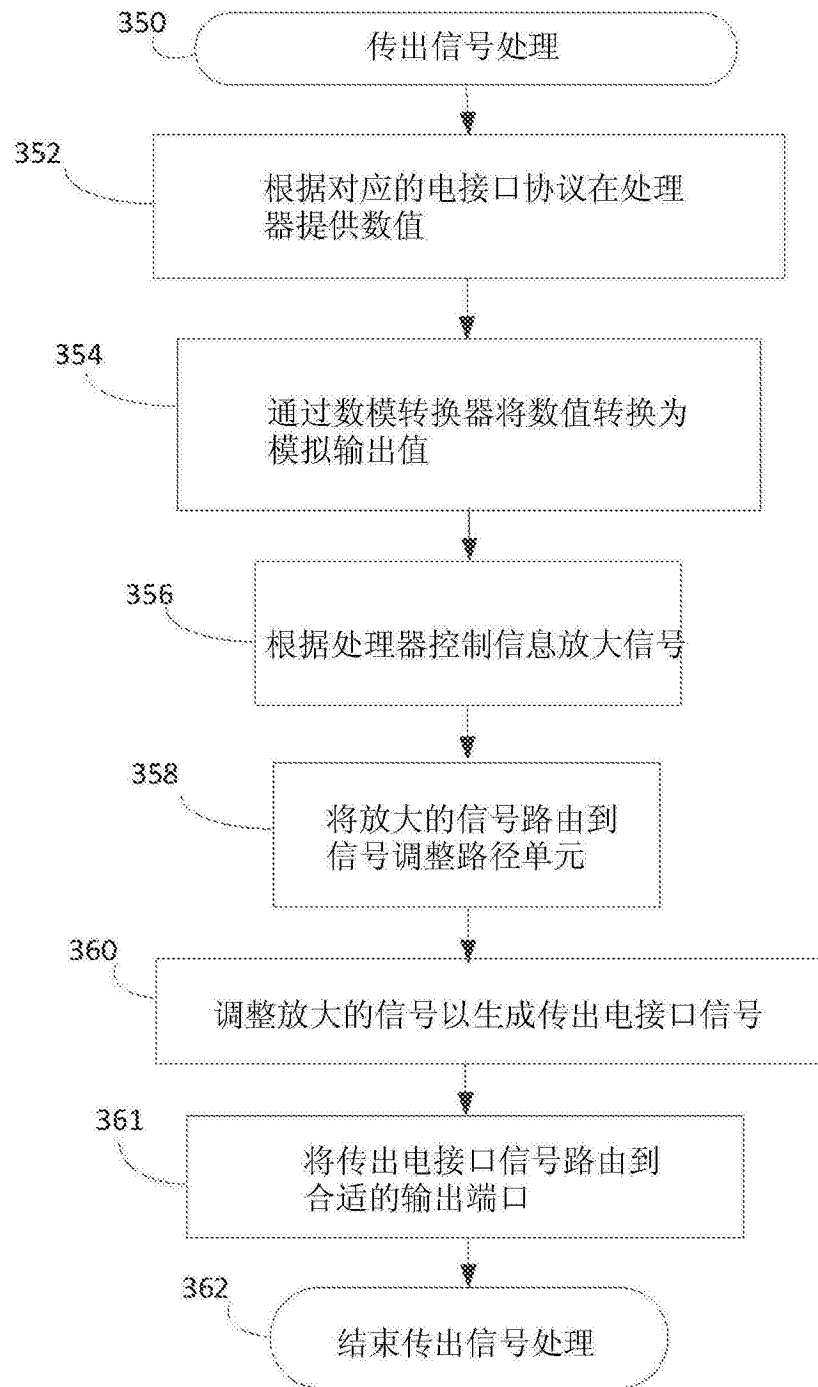 350
传出信号处理
352
根据对应的电接口协议在处理
器提供数值
354
通过数模转换器将数值转换为
模拟输出值
356
根据处理器控制信息放大信号
358
将放大的信号路由到
信号调整路径单元
360
调整放大的信号以生成传出电接口信号
361
将传出电接口信号路由到
合适的输出端口
362
结束传出信号处理